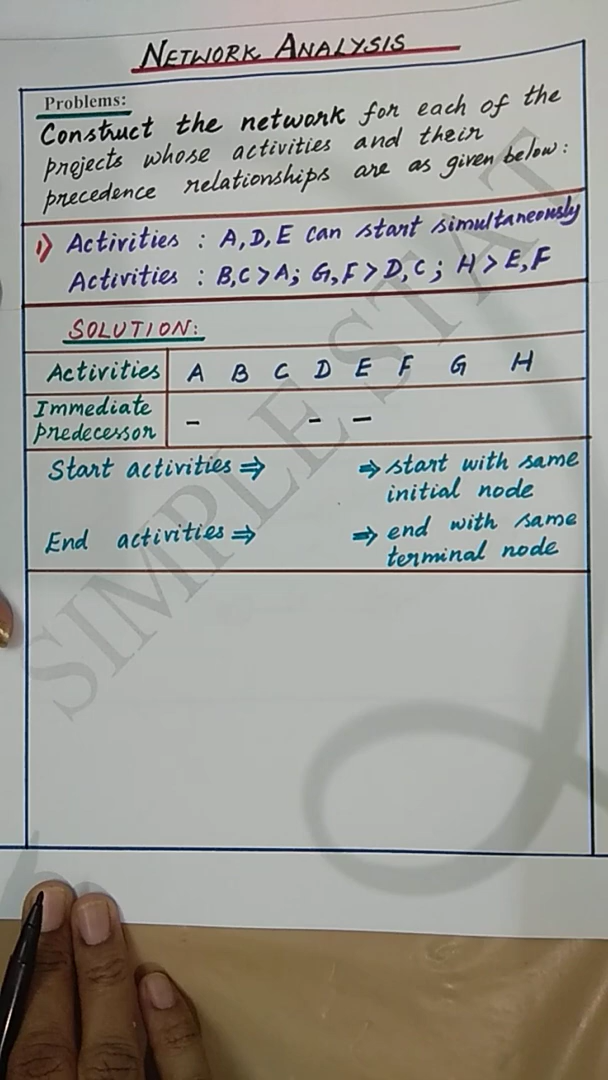 NETWORK ANALYSIS
Problems:
Construct the network for each of the
projects whose activities and their
precedence relationships are as given below:
1) Activities : A,D,E can start simultaneously
Activities : B,C>A; G,F>D,C; H>E,F
SOLUTION:
Activities A B C D E F G H
Immediate
predecessor - - -
Start activities ⇒ ⇒ start with same
initial node
End activities ⇒ ⇒ end with same
terminal node
SIMPLE STAT